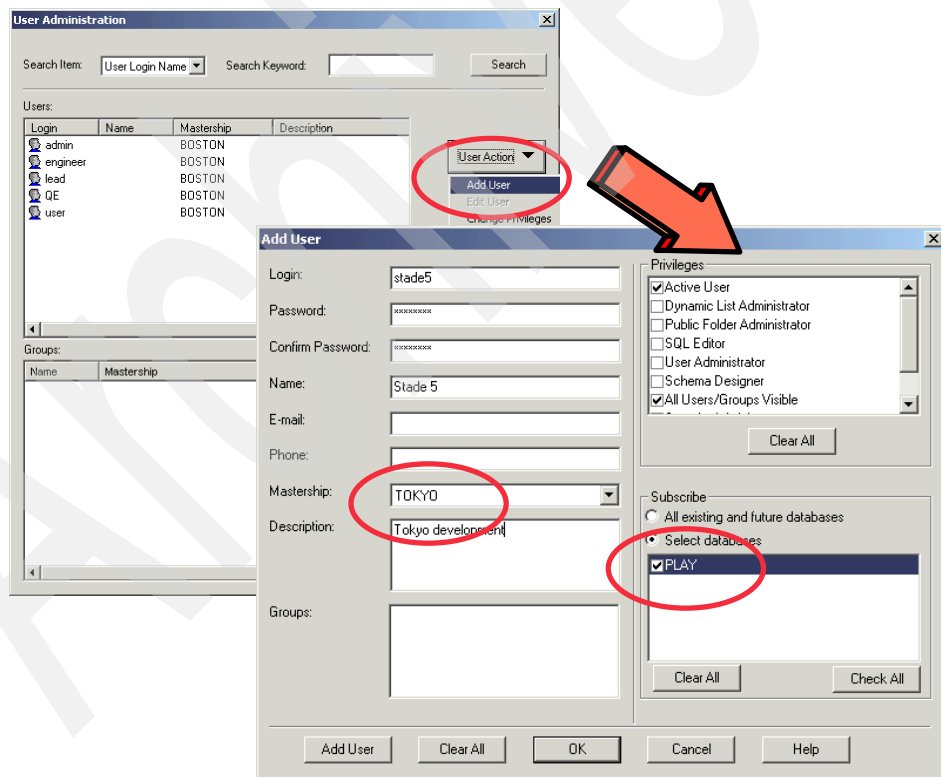 User Administration
Search Item: User Login Name Search Keyword: Search
Users:
Login Name Mastership Description
admin BOSTON
engineer BOSTON
lead BOSTON
QE BOSTON
user BOSTON
User Action
Add User
Edit User
Change Privileges
Groups:
Name Mastership
Add User
Login: stade5
Password: xxxxxxxx
Confirm Password: xxxxxxxx
Name: Stade 5
E-mail:
Phone:
Mastership: TOKYO
Description: Tokyo development
Groups:
Privileges
Active User
Dynamic List Administrator
Public Folder Administrator
SQL Editor
User Administrator
Schema Designer
All Users/Groups Visible
Clear All
Subscribe
All existing and future databases
Select databases
PLAY
Clear All Check All
Add User Clear All OK Cancel Help